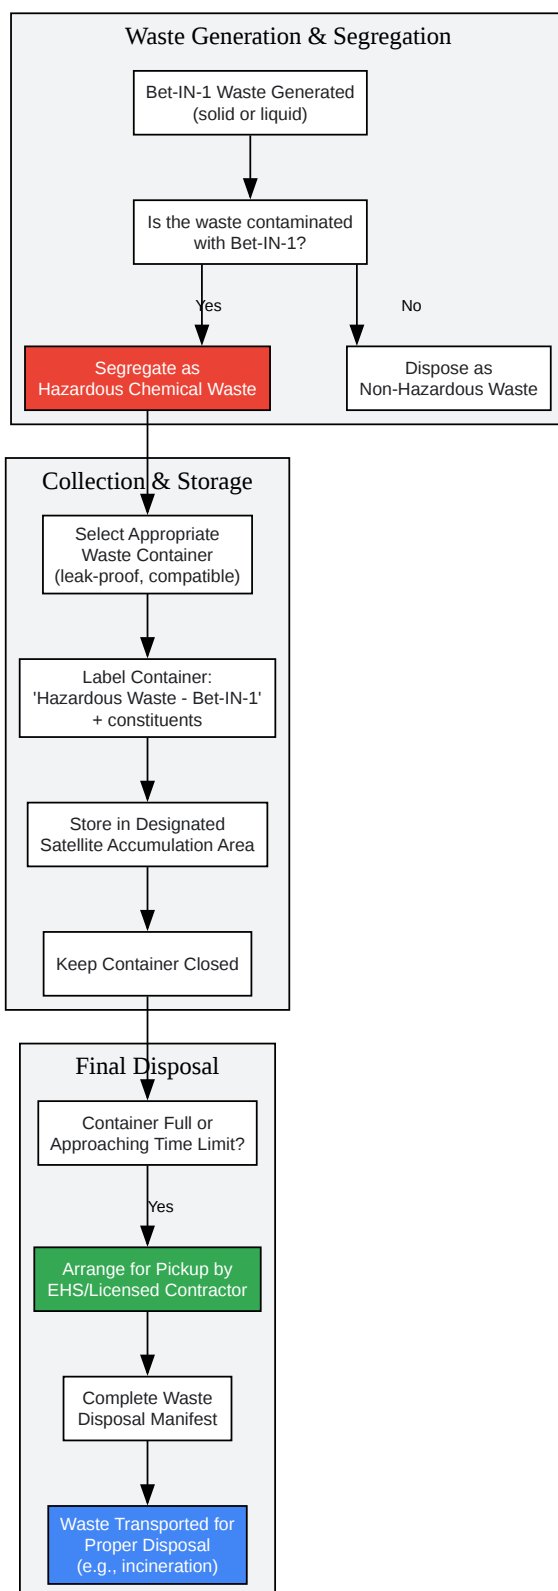 Waste Generation & Segregation
Bet-IN-1 Waste Generated
(solid or liquid)
Is the waste contaminated
with Bet-IN-1?
Yes
No
Segregate as
Hazardous Chemical Waste
Dispose as
Non-Hazardous Waste
Collection & Storage
Select Appropriate
Waste Container
(leak-proof, compatible)
Label Container:
'Hazardous Waste - Bet-IN-1'
+ constituents
Store in Designated
Satellite Accumulation Area
Keep Container Closed
Final Disposal
Container Full or
Approaching Time Limit?
Yes
Arrange for Pickup by
EHS/Licensed Contractor
Complete Waste
Disposal Manifest
Waste Transported for
Proper Disposal
(e.g., incineration)